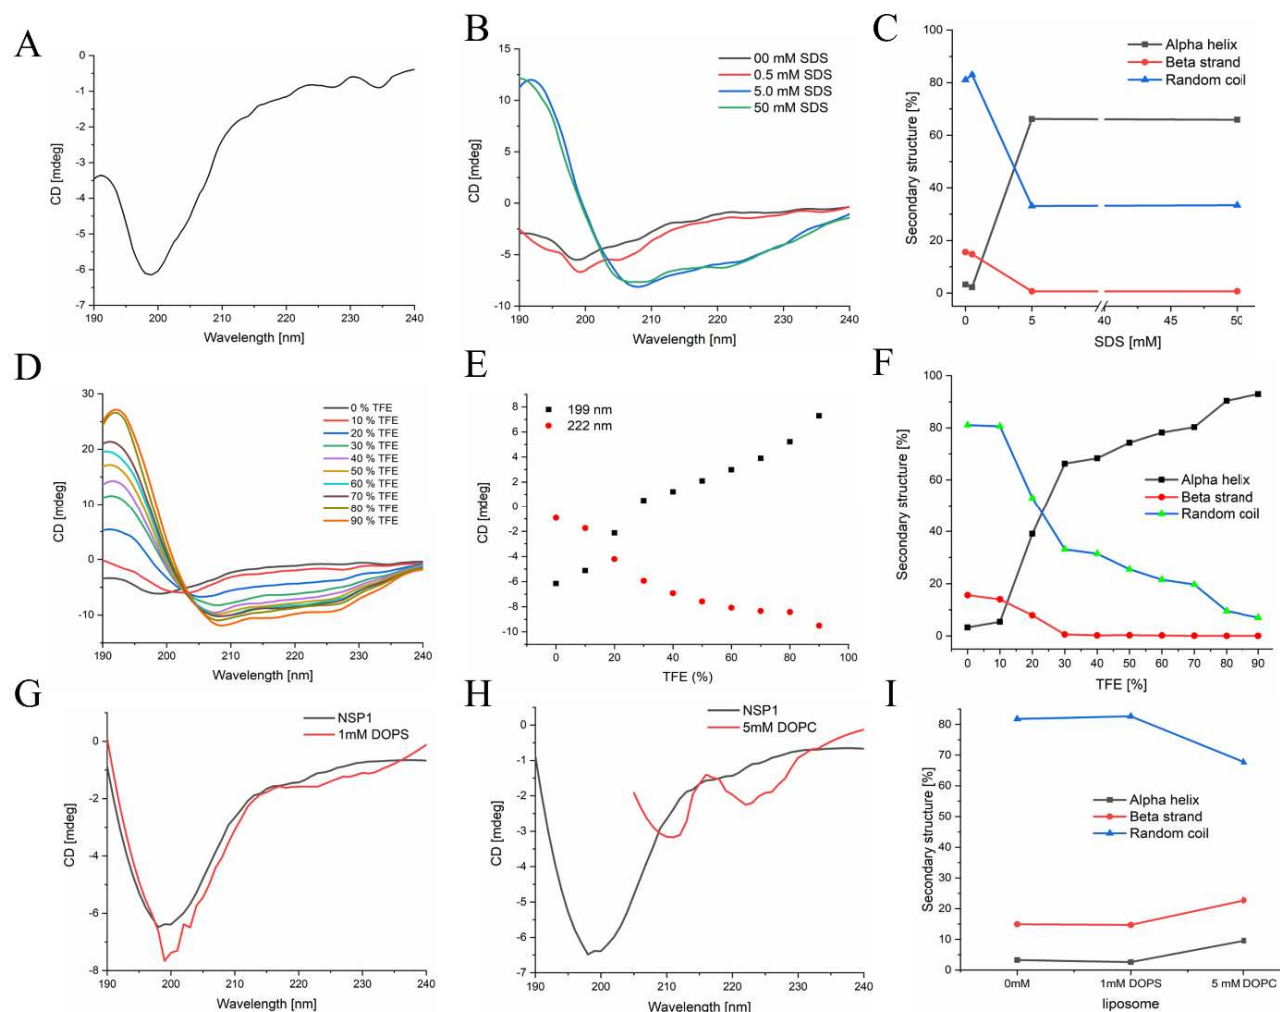 A
0
-1
-2
-3
-4
-5
-6
-7
CD [mdeg]
190 200 210 220 230 240
Wavelength [nm]
B
15
10
5
0
-5
-10
CD [mdeg]
00 mM SDS
0.5 mM SDS
5.0 mM SDS
50 mM SDS
190 200 210 220 230 240
Wavelength [nm]
C
100
80
60
40
20
0
Secondary structure [%]
Alpha helix
Beta strand
Random coil
0 5 40 45 50
SDS [mM]
D
30
20
10
0
-10
CD [mdeg]
0 % TFE
10 % TFE
20 % TFE
30 % TFE
40 % TFE
50 % TFE
60 % TFE
70 % TFE
80 % TFE
90 % TFE
190 200 210 220 230 240
Wavelength [nm]
E
8
6
4
2
0
-2
-4
-6
-8
-10
CD [mdeg]
199 nm
222 nm
0 20 40 60 80 100
TFE (%)
F
100
80
60
40
20
0
Secondary structure [%]
Alpha helix
Beta strand
Random coil
0 10 20 30 40 50 60 70 80 90
TFE [%]
G
0
-2
-4
-6
-8
CD [mdeg]
NSP1
1mM DOPS
190 200 210 220 230 240
Wavelength [nm]
H
0
-1
-2
-3
-4
-5
-6
-7
CD [mdeg]
NSP1
5mM DOPC
190 200 210 220 230 240
Wavelength [nm]
I
80
70
60
50
40
30
20
10
0
Secondary structure [%]
Alpha helix
Beta strand
Random coil
0mM 1mM DOPS 5 mM DOPC
liposome